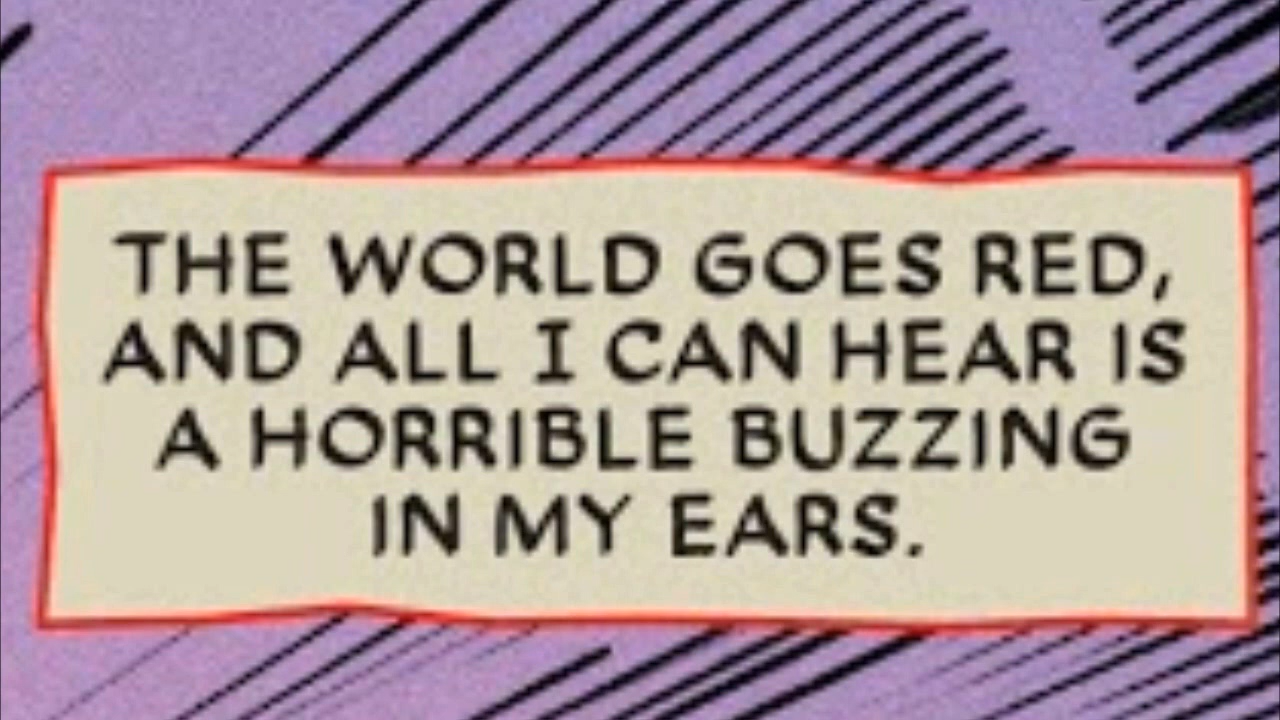 THE WORLD GOES RED,
AND ALL I CAN HEAR IS
A HORRIBLE BUZZING
IN MY EARS.